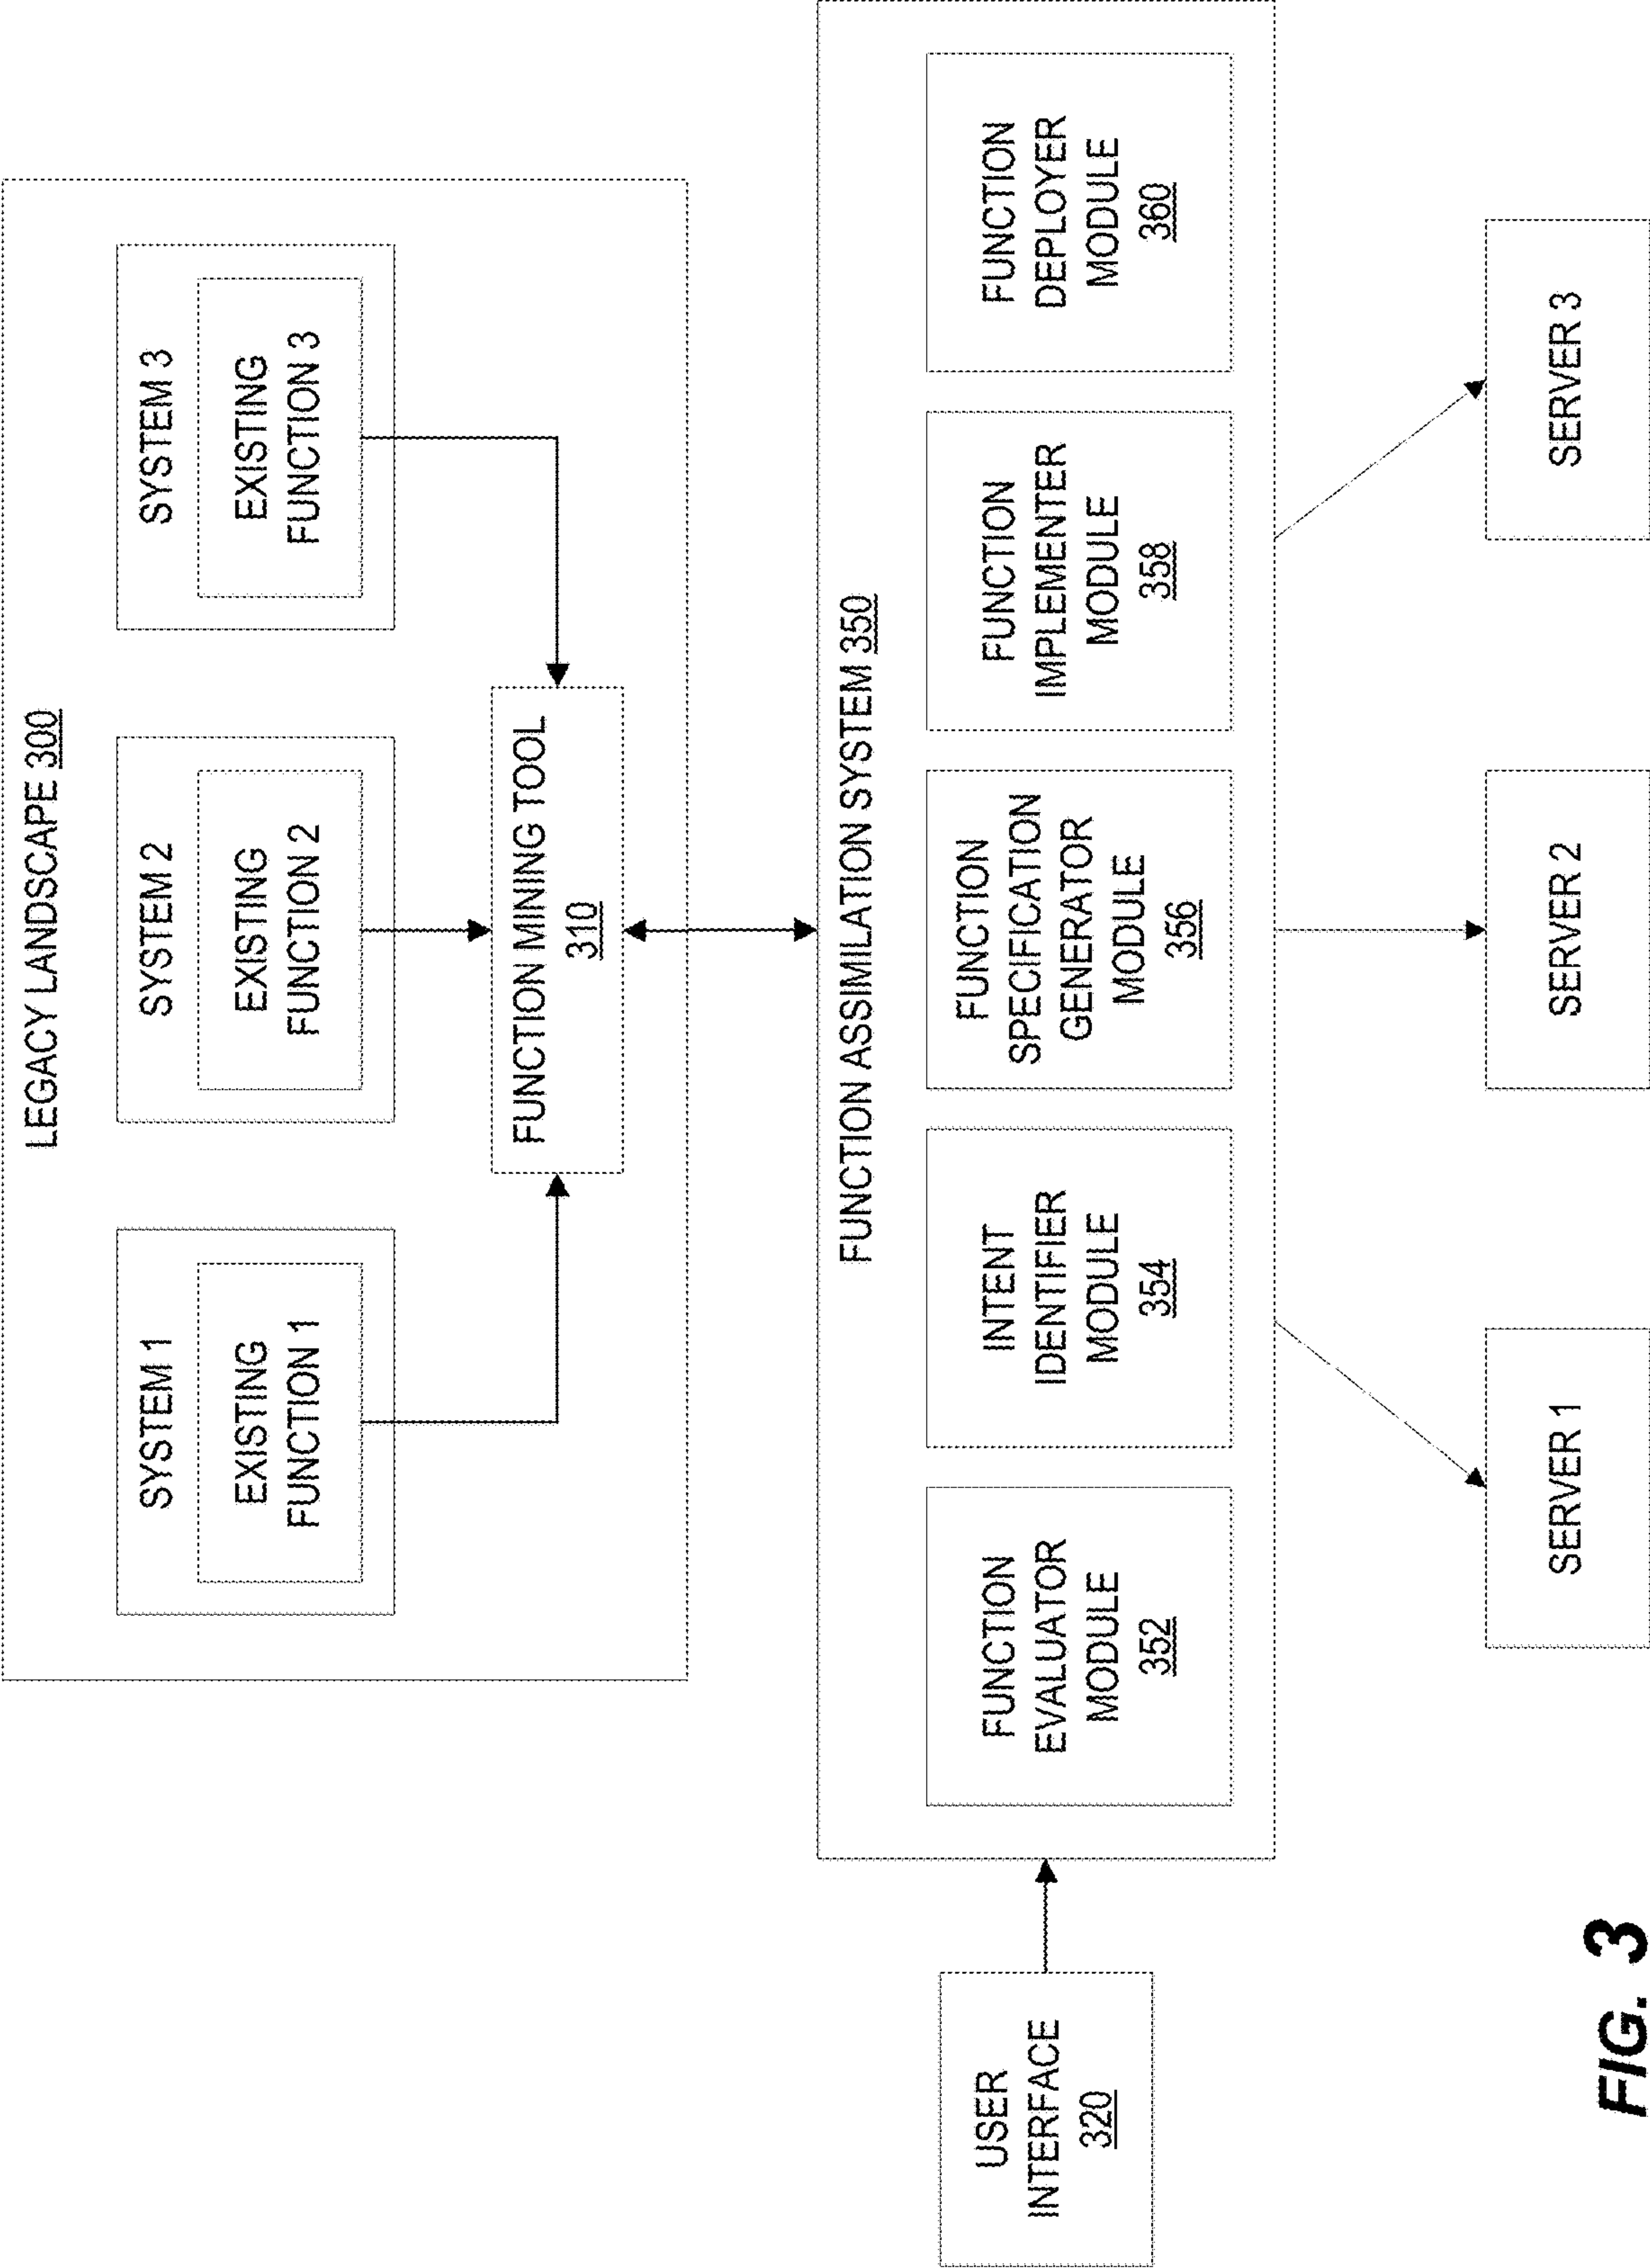 LEGACY LANDSCAPE 300
SYSTEM 1
EXISTING
FUNCTION 1
SYSTEM 2
EXISTING
FUNCTION 2
SYSTEM 3
EXISTING
FUNCTION 3
FUNCTION MINING TOOL
310
USER
INTERFACE
320
FUNCTION ASSIMILATION SYSTEM 350
FUNCTION
EVALUATOR
MODULE
352
INTENT
IDENTIFIER
MODULE
354
FUNCTION
SPECIFICATION
GENERATOR
MODULE
356
FUNCTION
IMPLEMENTER
MODULE
358
FUNCTION
DEPLOYER
MODULE
360
SERVER 1
SERVER 2
SERVER 3
FIG. 3